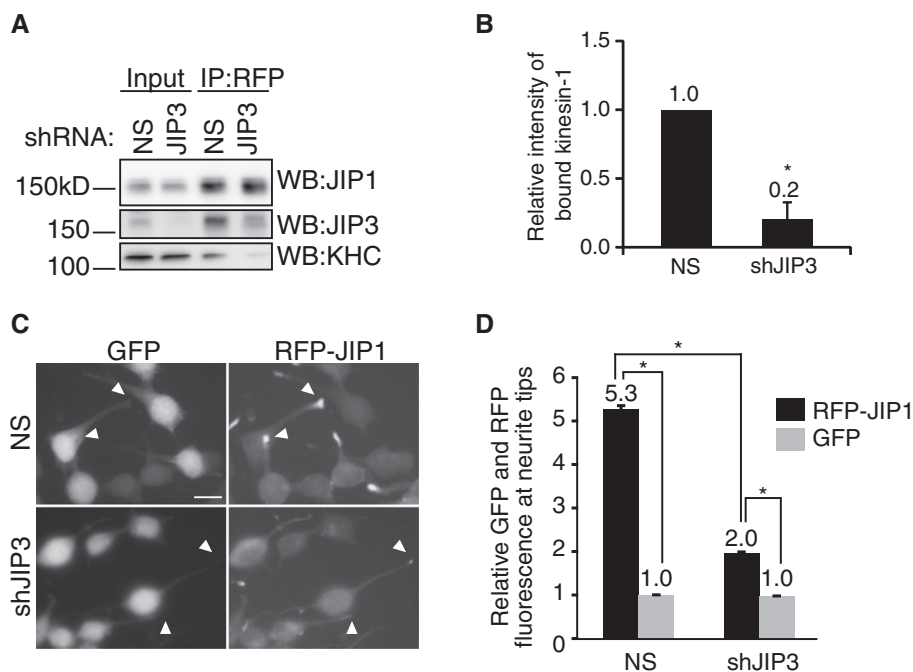 A
Input IP:RFP
shRNA: NS JIP3 NS JIP3
150kD WB:JIP1
150 WB:JIP3
100 WB:KHC
B
Relative intensity of
bound kinesin-1
1.5
1.0
0.5
0.0
1.0
*
0.2
NS shJIP3
C
GFP RFP-JIP1
NS
shJIP3
D
Relative GFP and RFP
fluorescence at neurite tips
6
5
4
3
2
1
0
*
*
5.3
1.0
*
2.0
1.0
RFP-JIP1
GFP
NS shJIP3